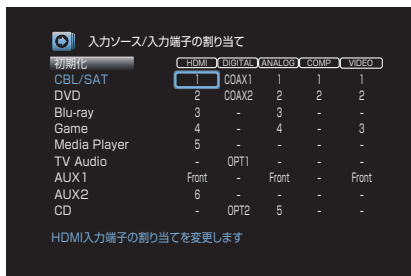 入力ソース/入力端子の割り当て
初期化 HDMI DIGITAL ANALOG COMP VIDEO
CBL/SAT 1 COAX1 1 1 1
DVD 2 COAX2 2 2 2
Blu-ray 3 - 3 - -
Game 4 - 4 - 3
Media Player 5 - - - -
TV Audio - OPT1 - - -
AUX1 Front - Front - Front
AUX2 6 - - - -
CD - OPT2 5 - -
HDMI入力端子の割り当てを変更します